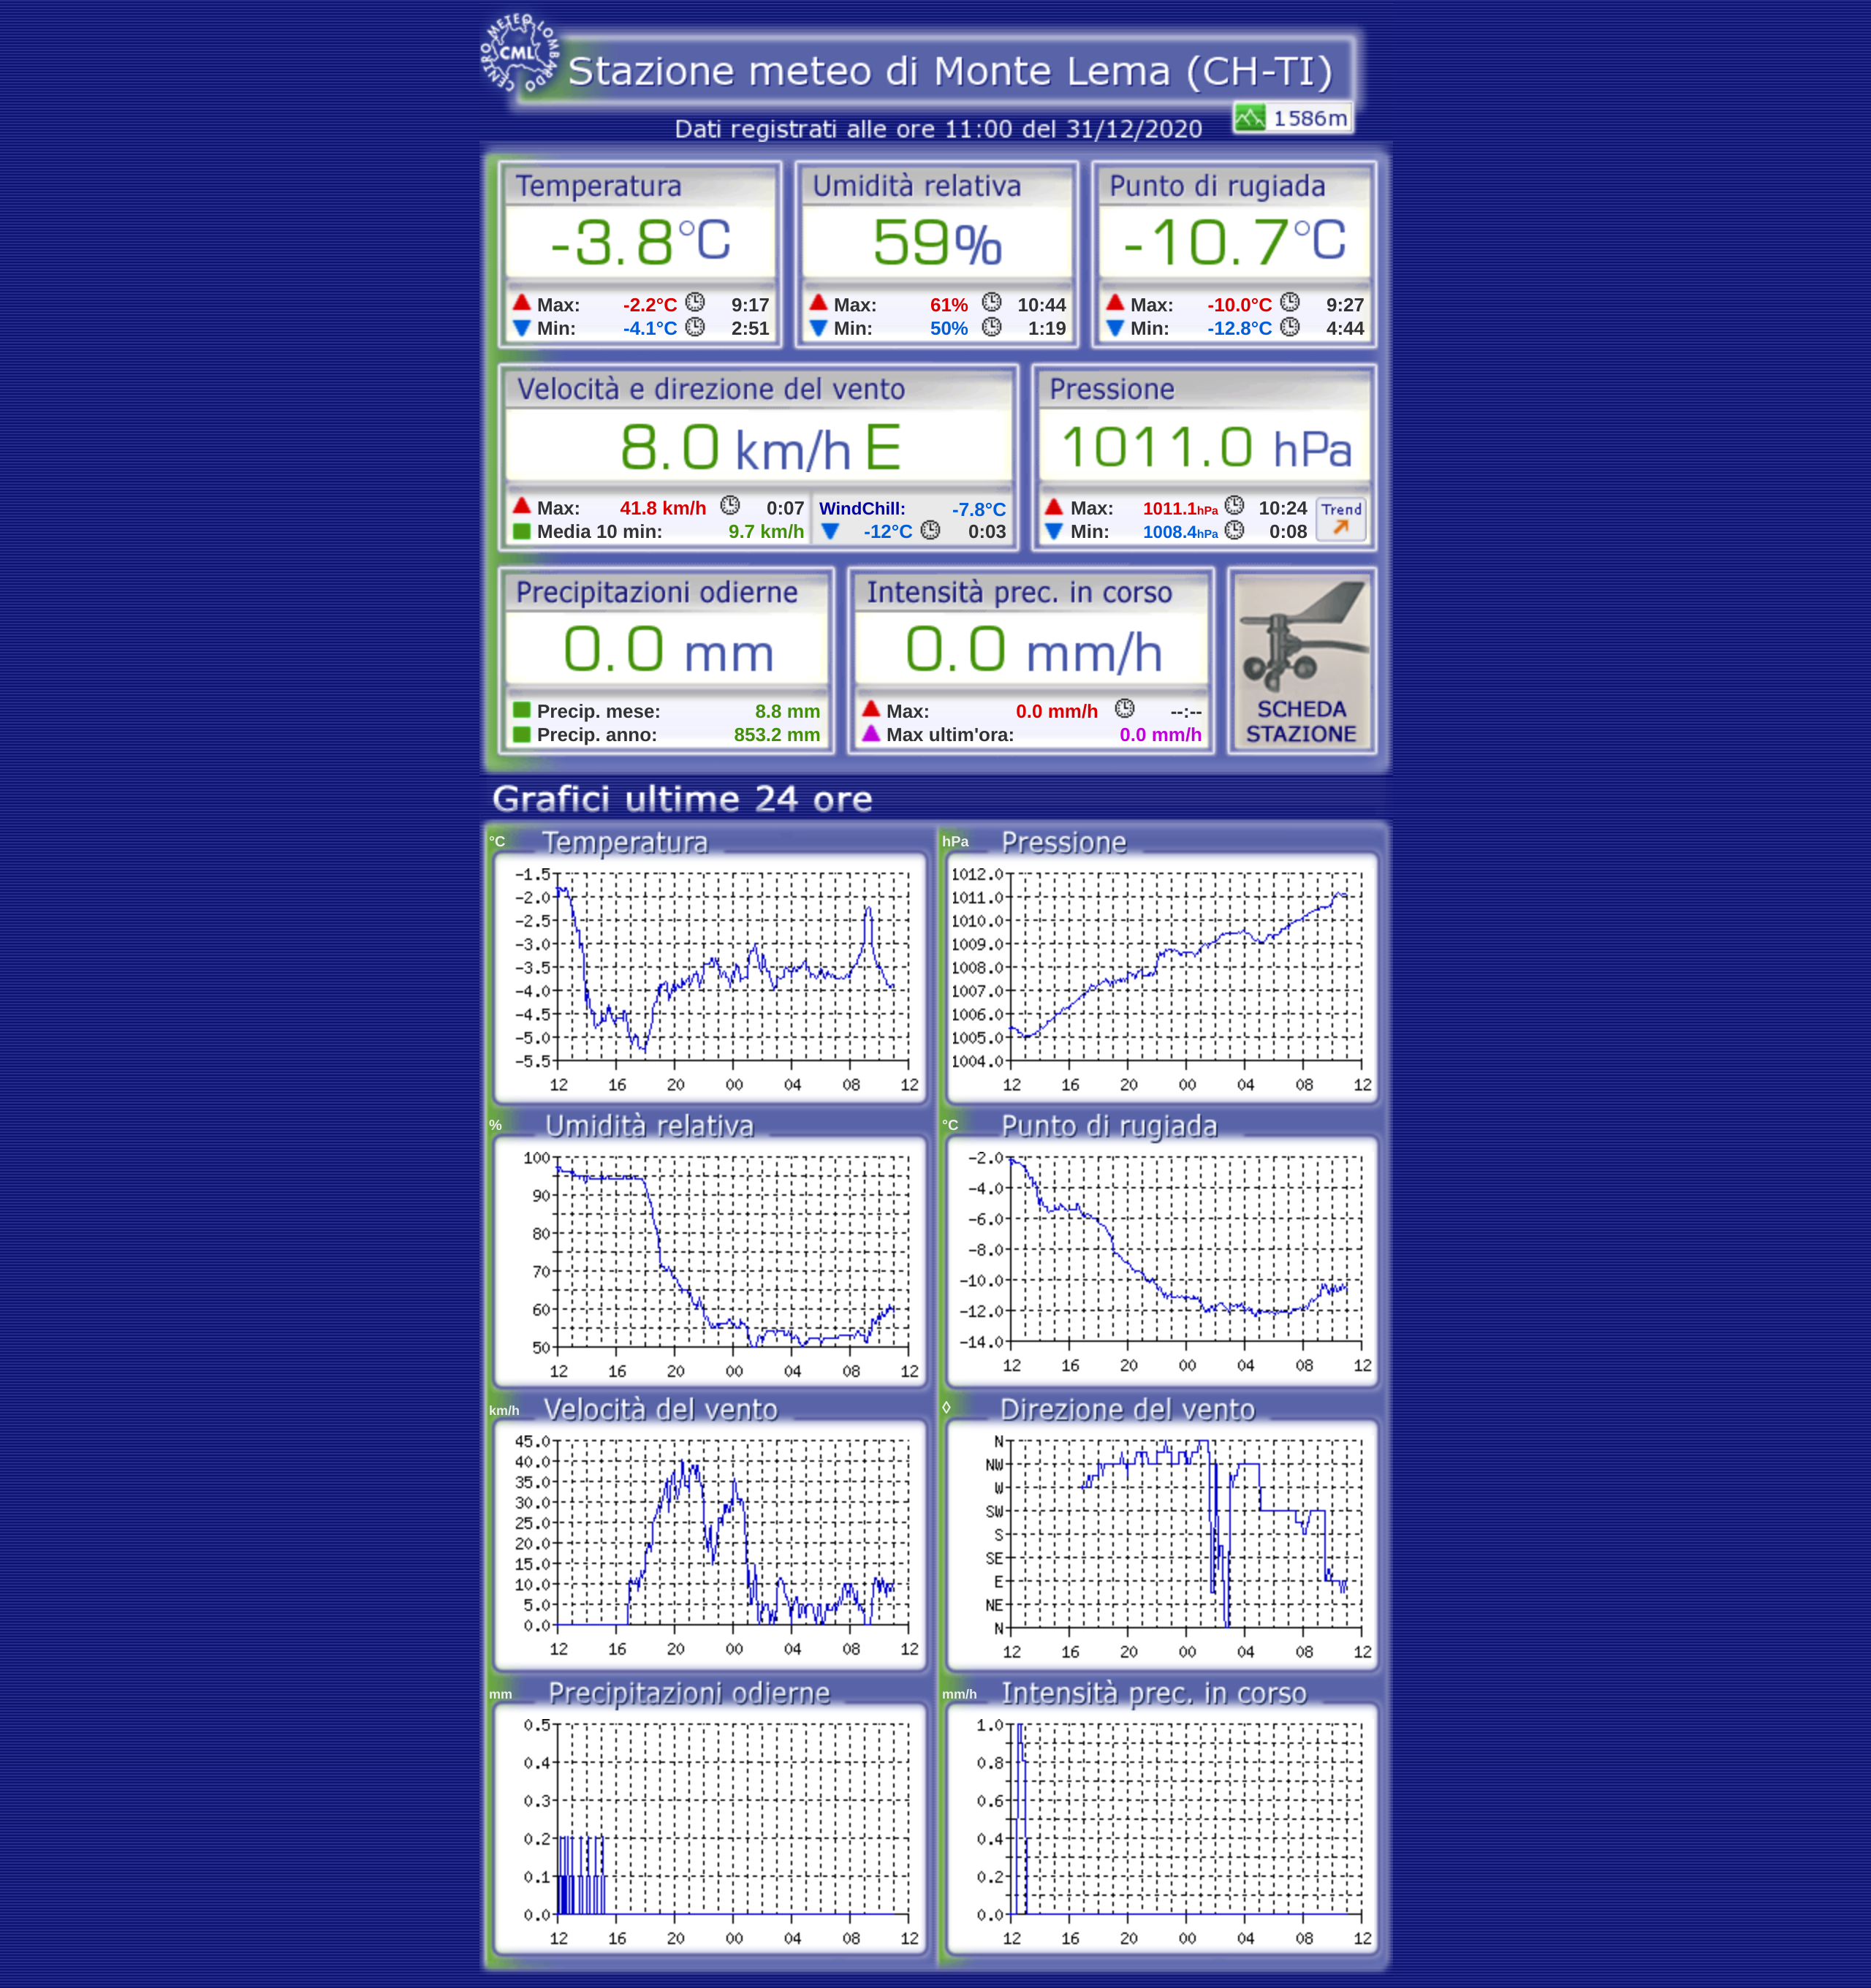 CENTRO METEO LOMBARDO
CML
Stazione meteo di Monte Lema (CH-TI)
1586m
Dati registrati alle ore 11:00 del 31/12/2020
Temperatura Umidità relativa Punto di rugiada
-3.8°C 59% -10.7°C
Max: -2.2°C 9:17 Max: 61% 10:44 Max: -10.0°C 9:27
Min: -4.1°C 2:51 Min: 50% 1:19 Min: -12.8°C 4:44
Velocità e direzione del vento Pressione
8.0 km/h E 1011.0 hPa
Max: 41.8 km/h 0:07 WindChill: -7.8°C Max: 1011.1hPa 10:24 Trend
Media 10 min: 9.7 km/h -12°C 0:03 Min: 1008.4hPa 0:08
Precipitazioni odierne Intensità prec. in corso
0.0 mm 0.0 mm/h
Precip. mese: 8.8 mm Max: 0.0 mm/h --:-- SCHEDA
Precip. anno: 853.2 mm Max ultim'ora: 0.0 mm/h STAZIONE
Grafici ultime 24 ore
°C Temperatura
-1.5
-2.0
-2.5
-3.0
-3.5
-4.0
-4.5
-5.0
-5.5
12 16 20 00 04 08 12
hPa Pressione
1012.0
1011.0
1010.0
1009.0
1008.0
1007.0
1006.0
1005.0
1004.0
12 16 20 00 04 08 12
% Umidità relativa
100
90
80
70
60
50
12 16 20 00 04 08 12
°C Punto di rugiada
-2.0
-4.0
-6.0
-8.0
-10.0
-12.0
-14.0
12 16 20 00 04 08 12
km/h Velocità del vento
45.0
40.0
35.0
30.0
25.0
20.0
15.0
10.0
5.0
0.0
12 16 20 00 04 08 12
◊ Direzione del vento
N
NW
W
SW
S
SE
E
NE
N
12 16 20 00 04 08 12
mm Precipitazioni odierne
0.5
0.4
0.3
0.2
0.1
0.0
12 16 20 00 04 08 12
mm/h Intensità prec. in corso
1.0
0.8
0.6
0.4
0.2
0.0
12 16 20 00 04 08 12